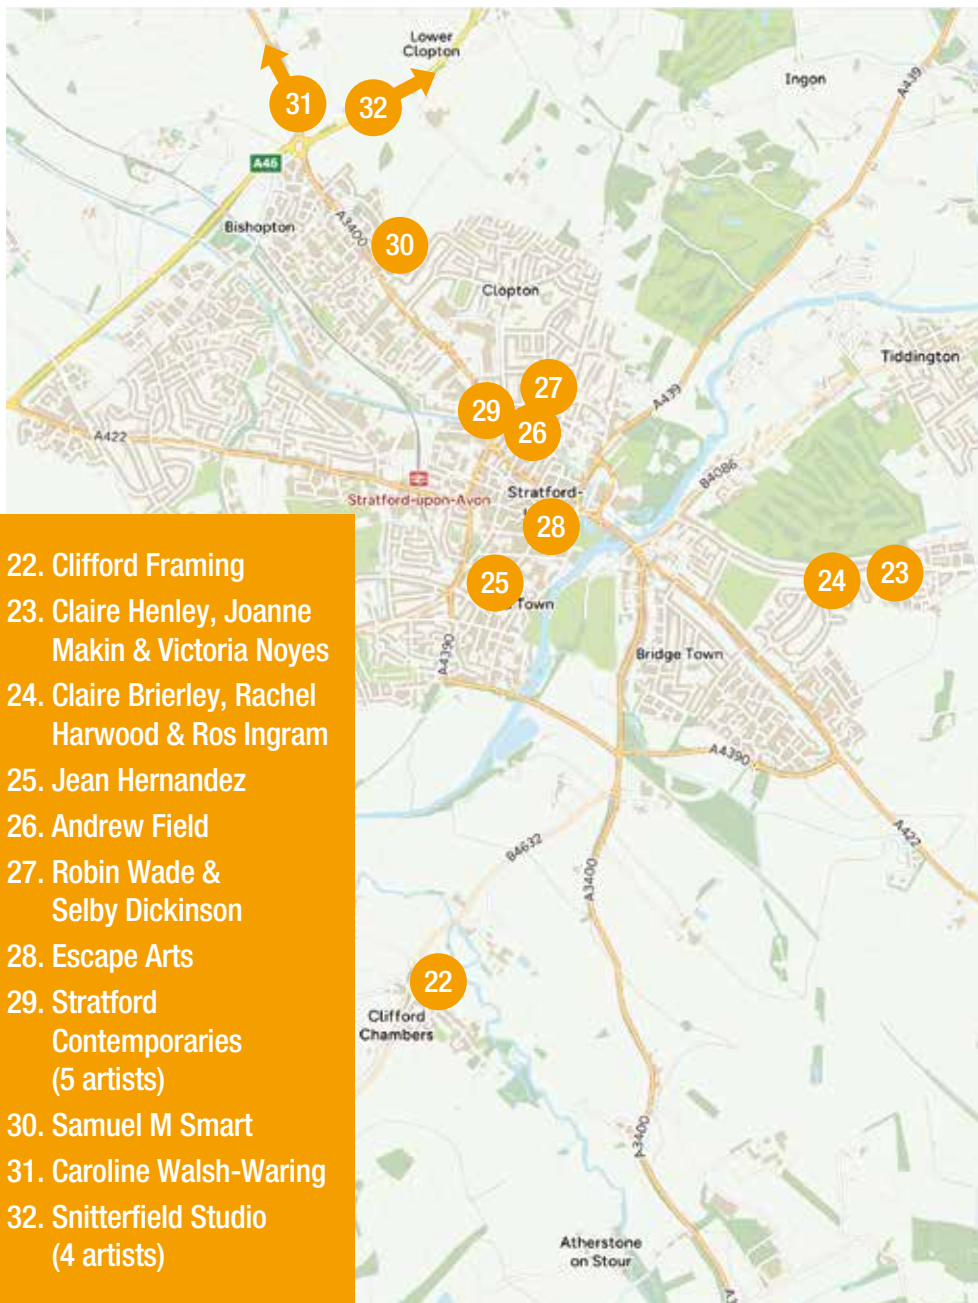 Lower
Clopton
Ingon
A439
31
32
A46
Bishopton
A3400
30
Clopton
Tiddington
27
29
26
A439
A422
B4086
Stratford-upon-Avon
Stratford-
28
25
Town
24
23
A4390
Bridge Town
A4390
A422
B4632
A3400
22
Clifford
Chambers
A3400
Atherstone
on Stour
22. Clifford Framing
23. Claire Henley, Joanne
Makin & Victoria Noyes
24. Claire Brierley, Rachel
Harwood & Ros Ingram
25. Jean Hernandez
26. Andrew Field
27. Robin Wade &
Selby Dickinson
28. Escape Arts
29. Stratford
Contemporaries
(5 artists)
30. Samuel M Smart
31. Caroline Walsh-Waring
32. Snitterfield Studio
(4 artists)